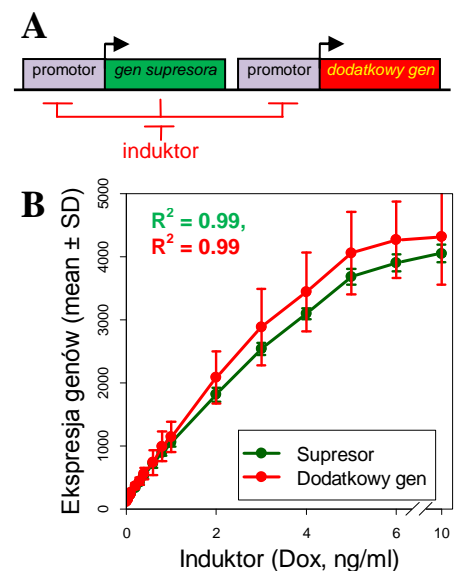 A
promotor gen supresora promotor dodatkowy gen
induktor
B
R² = 0.99,
R² = 0.99
Ekspresja genów (mean ± SD)
5000
4000
3000
2000
1000
0
Supresor
Dodatkowy gen
0 2 4 6 10
Induktor (Dox, ng/ml)